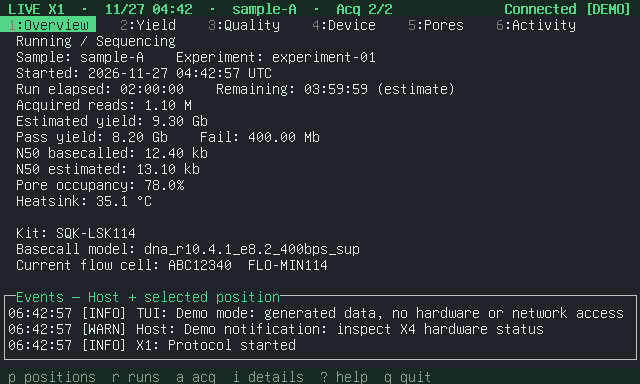 LIVE X1 · 11/27 04:42 · sample-A · Acq 2/2 Connected [DEMO]
1:Overview 2:Yield 3:Quality 4:Device 5:Pores 6:Activity
Running / Sequencing
Sample: sample-A Experiment: experiment-01
Started: 2026-11-27 04:42:57 UTC
Run elapsed: 02:00:00 Remaining: 03:59:59 (estimate)
Acquired reads: 1.10 M
Estimated yield: 9.30 Gb
Pass yield: 8.20 Gb Fail: 400.00 Mb
N50 basecalled: 12.40 kb
N50 estimated: 13.10 kb
Pore occupancy: 78.0%
Heatsink: 35.1 °C
Kit: SQK-LSK114
Basecall model: dna_r10.4.1_e8.2_400bps_sup
Current flow cell: ABC12340 FLO-MIN114
Events — Host + selected position
06:42:57 [INFO] TUI: Demo mode: generated data, no hardware or network access
06:42:57 [WARN] Host: Demo notification: inspect X4 hardware status
06:42:57 [INFO] X1: Protocol started
p positions r runs a acq i details ? help q quit